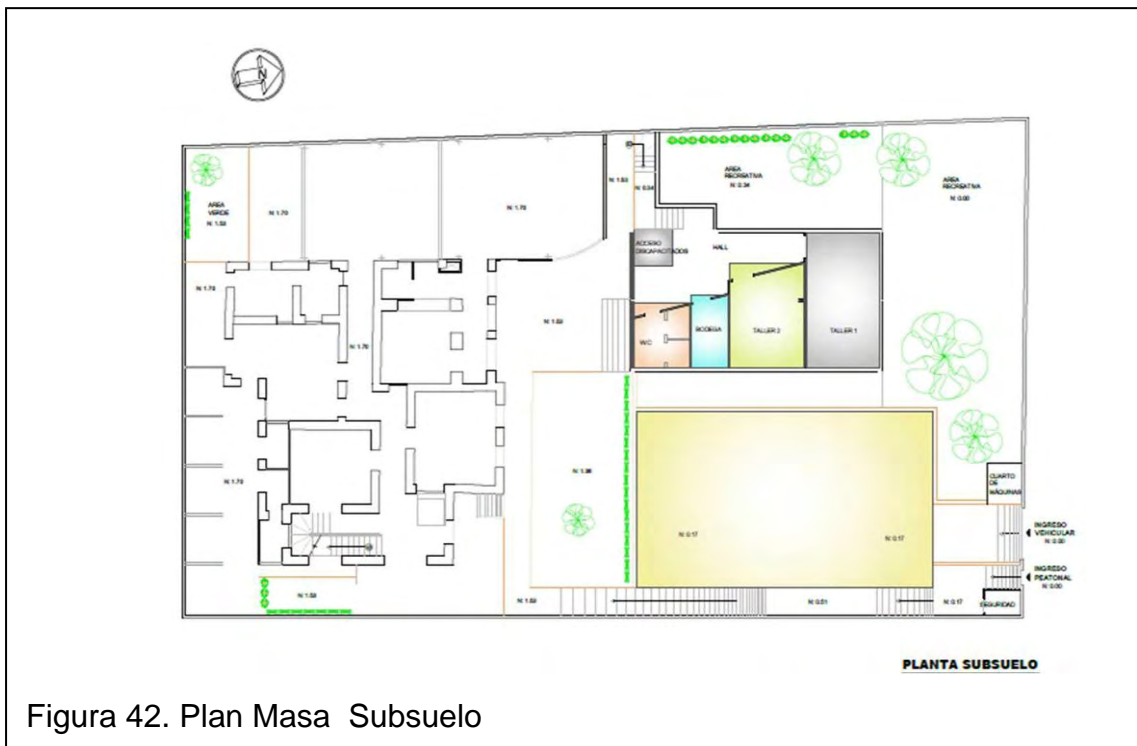 N
AREA
VERDE
N: 1.53
N: 1.70
N: 1.70
N: 1.53
N: 0.34
AREA
RECREATIVA
N: 0.34
AREA
RECREATIVA
N: 0.00
ACCESO
DISCAPACITADOS
HALL
N: 1.70
N: 1.70
N: 1.53
WC
BODEGA
TALLER 2
TALLER 1
N: 1.70
CUARTO
DE
MÁQUINAS
N: 0.17
N: 0.17
INGRESO
VEHICULAR
N: 0.00
INGRESO
PEATONAL
N: 0.00
N: 1.53
N: 1.53
N: 0.51
N: 0.17
SEGURIDAD
PLANTA SUBSUELO
Figura 42. Plan Masa Subsuelo